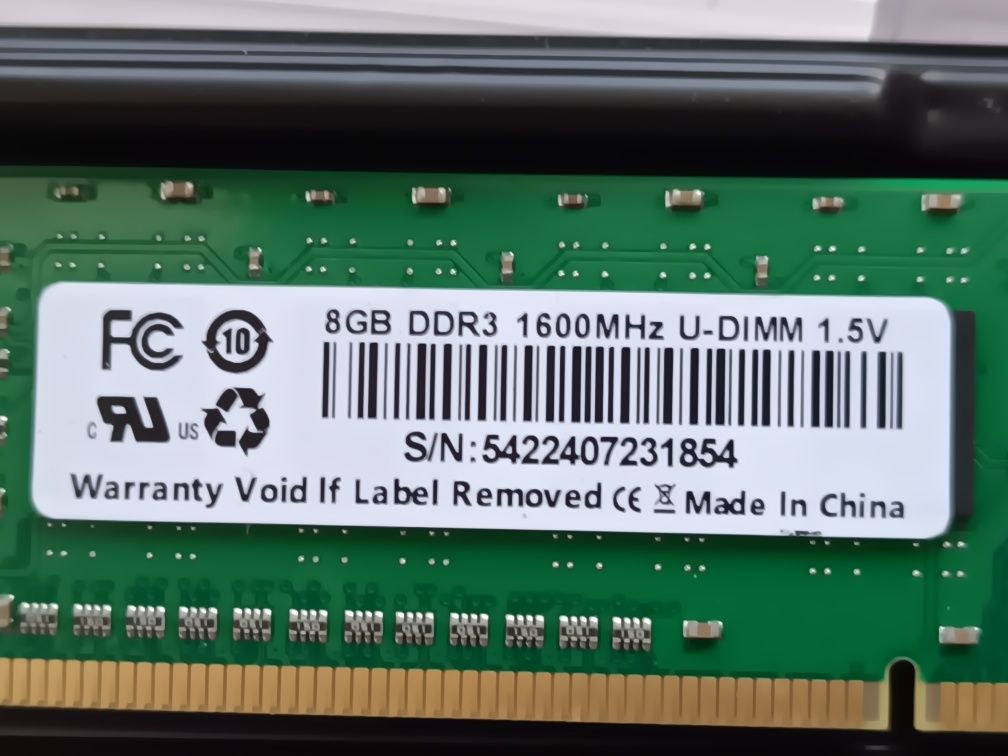 FC
10
8GB DDR3 1600MHz U-DIMM 1.5V
c RU US
S/N:5422407231854
Warranty Void If Label Removed CE Made In China